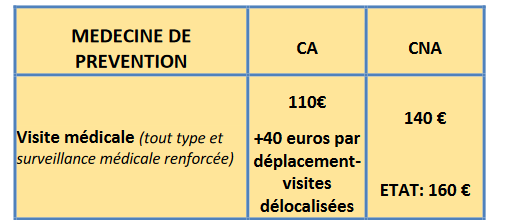 MEDECINE DE
PREVENTION
CA
CNA
Visite médicale (tout type et
surveillance médicale renforcée)
110€
+40 euros par
déplacement-
visites
délocalisées
140 €
ETAT: 160 €